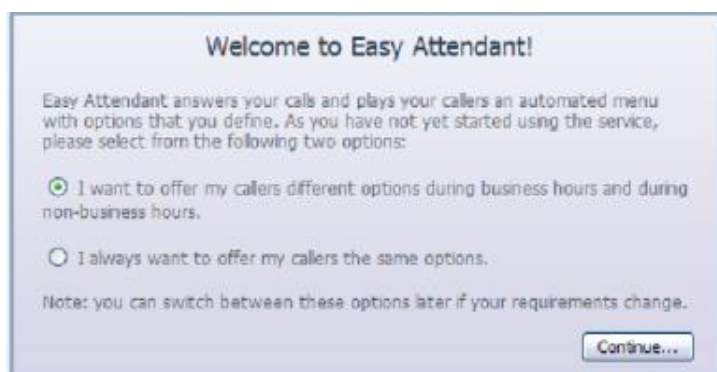 Welcome to Easy Attendant!
Easy Attendant answers your calls and plays your callers an automated menu
with options that you define. As you have not yet started using the service,
please select from the following two options:
I want to offer my callers different options during business hours and during
non-business hours.
I always want to offer my callers the same options.
Note: you can switch between these options later if your requirements change.
Continue...